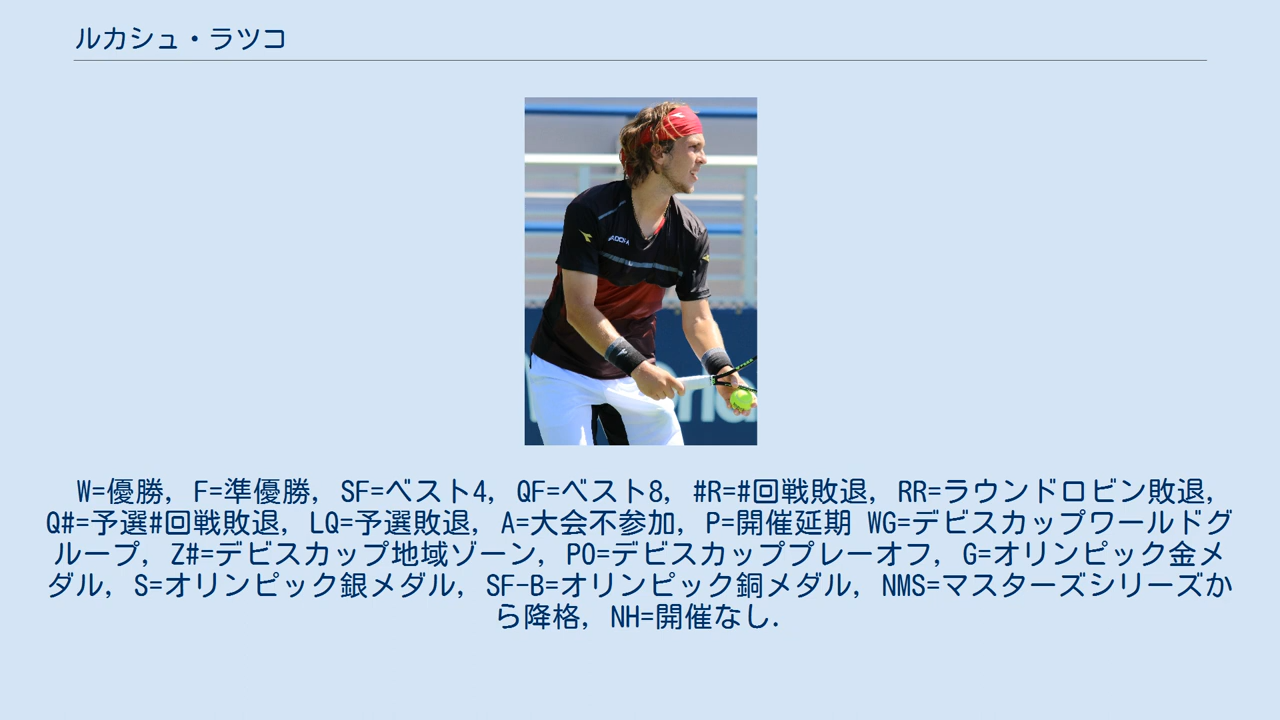 ルカシュ・ラツコ
W=優勝, F=準優勝, SF=ベスト4, QF=ベスト8, #R=#回戦敗退, RR=ラウンドロビン敗退,
Q#=予選#回戦敗退, LQ=予選敗退, A=大会不参加, P=開催延期 WG=デビスカップワールドグ
ループ, Z#=デビスカップ地域ゾーン, PO=デビスカッププレーオフ, G=オリンピック金メ
ダル, S=オリンピック銀メダル, SF-B=オリンピック銅メダル, NMS=マスターズシリーズか
ら降格, NH=開催なし.